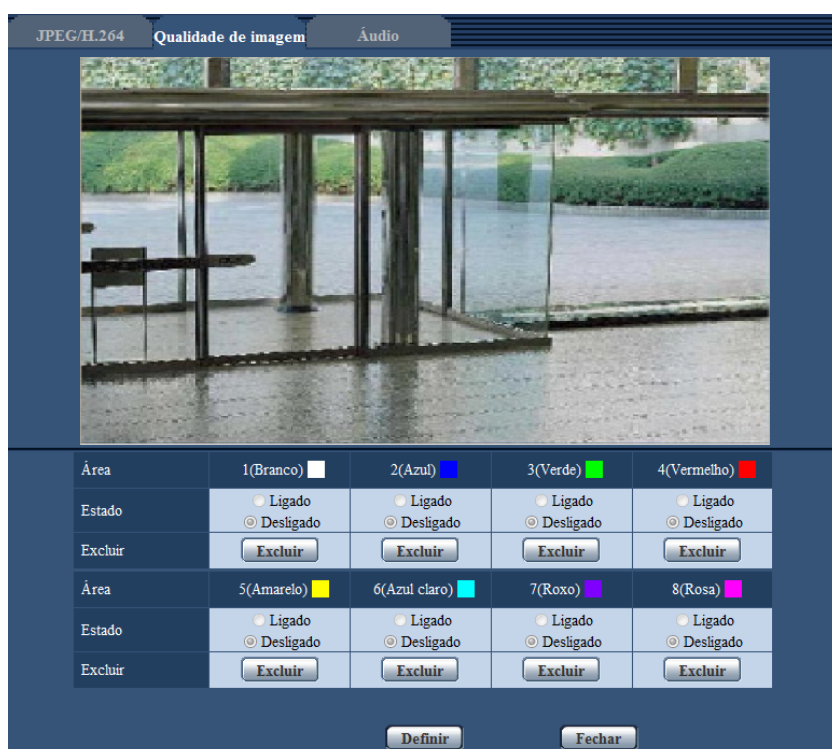 JPEG/H.264 Qualidade de imagem Áudio
Área 1(Branco) 2(Azul) 3(Verde) 4(Vermelho)
Estado Ligado Ligado Ligado Ligado
Desligado Desligado Desligado Desligado
Excluir Excluir Excluir Excluir Excluir
Área 5(Amarelo) 6(Azul claro) 7(Roxo) 8(Rosa)
Estado Ligado Ligado Ligado Ligado
Desligado Desligado Desligado Desligado
Excluir Excluir Excluir Excluir Excluir
Definir Fechar